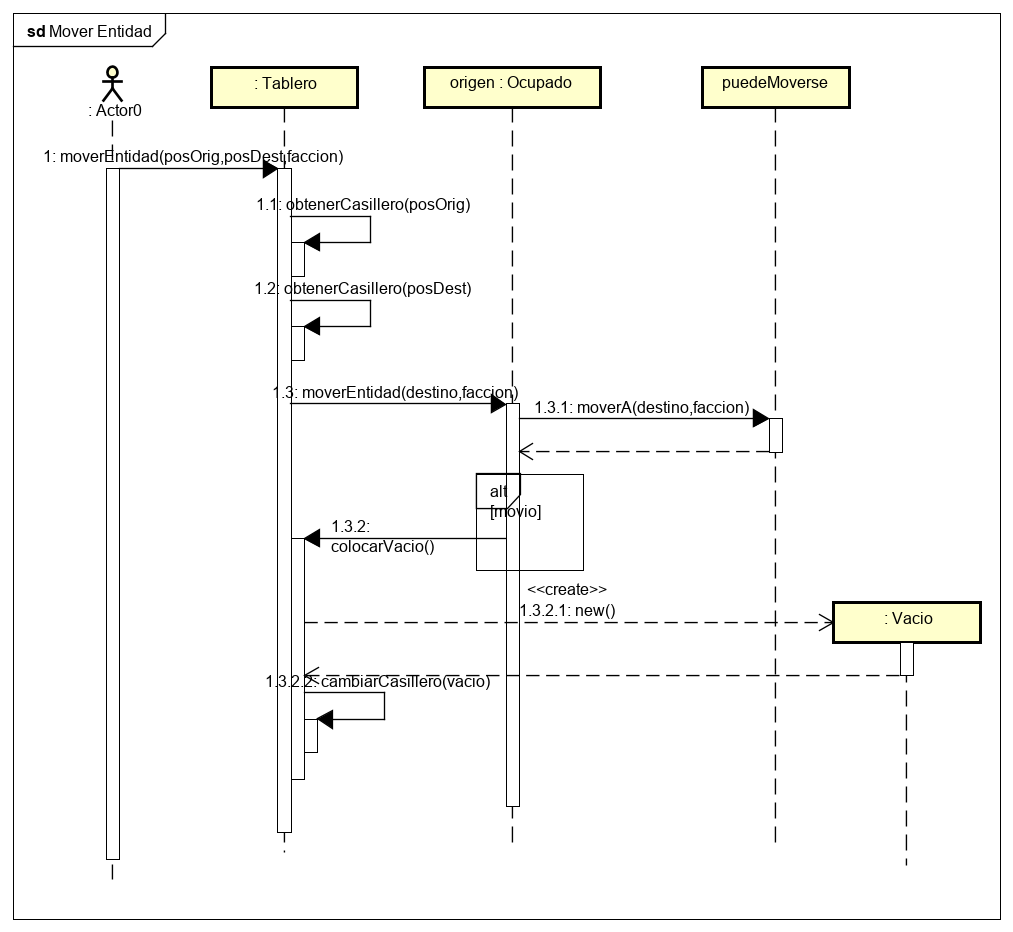 sd Mover Entidad
: Actor0
: Tablero
origen : Ocupado
puedeMoverse
1: moverEntidad(posOrig,posDest,faccion)
1.1: obtenerCasillero(posOrig)
1.2: obtenerCasillero(posDest)
1.3: moverEntidad(destino,faccion)
1.3.1: moverA(destino,faccion)
alt
[movio]
1.3.2:
colocarVacio()
<<create>>
1.3.2.1: new()
: Vacio
1.3.2.2: cambiarCasillero(vacio)